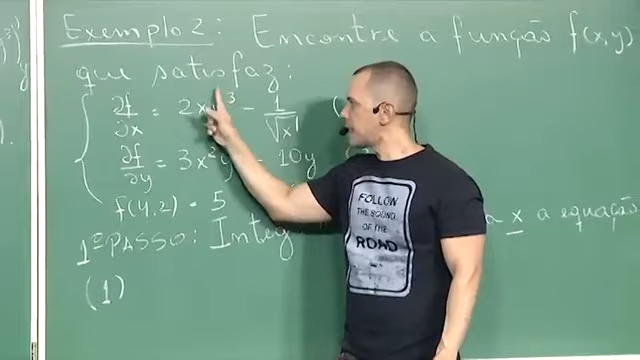 Exemplo 2: Encontre a função f(x,y)
que satisfaz:
∂f/∂x = 2xy³ - 1/√x
∂f/∂y = 3x²y² - 10y
f(4,2) = 5
1º PASSO: Integ a x a equação
(1)
FOLLOW
THE SOUND
OF THE
ROAD